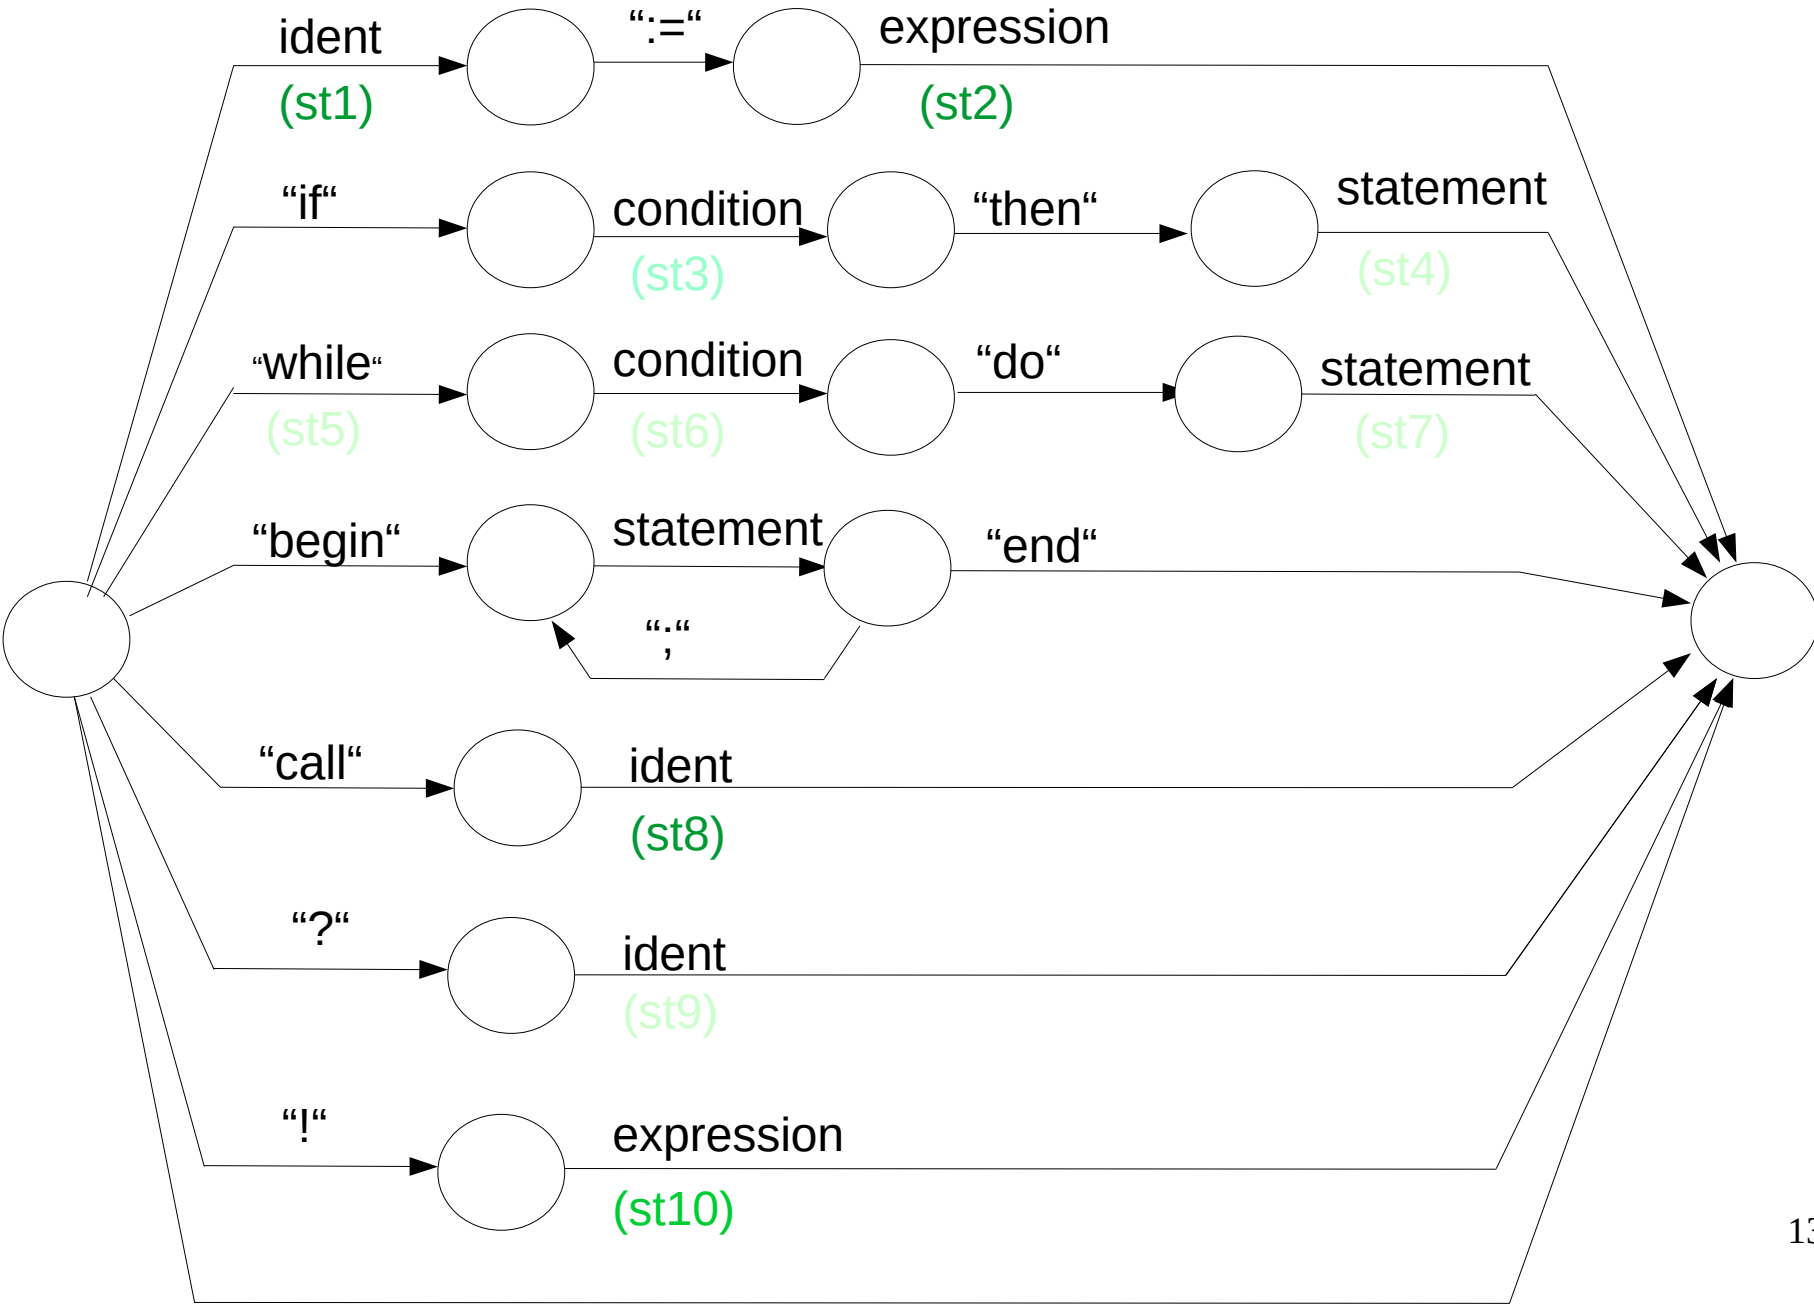 ident “:=“ expression
(st1) (st2)
“if“ condition “then“ statement
(st3) (st4)
“while“ condition “do“ statement
(st5) (st6) (st7)
“begin“ statement “end“
“;“
“call“ ident
(st8)
“?“ ident
(st9)
“!“ expression
(st10)
13